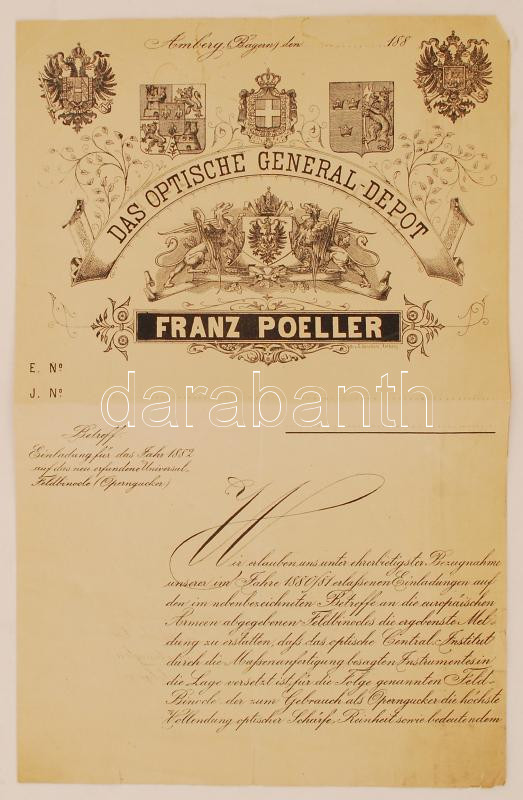 Amberg, (Bayern) den 188
DAS OPTISCHE GENERAL-DEPOT
FRANZ POELLER
E. Nº
J. Nº
darabanth
Betreff:
Einladung für das Jahr 1882
auf das neu erfundene Universal-
Feldbinocle (Operngucker)
Wir erlauben uns unter ehrerbietigster Bezugnahme
unserer im Jahre 1880/81 erlaßenen Einladungen auf
den im nebenbezeichneten Betreffe an die europäischen
Armeen abgegebenen Feldbinocles die ergebenste Mel-
dung zu erstatten, daß das optische Central-Institut
durch die Maßenanfertigung besagten Instrumentes in
die Lage versetzt ist, für die Folge genannten Feld-
Binocle der zum Gebrauch als Operngucker die höchste
Vollendung optischer Schärfe, Reinheit sowie bedeutendem